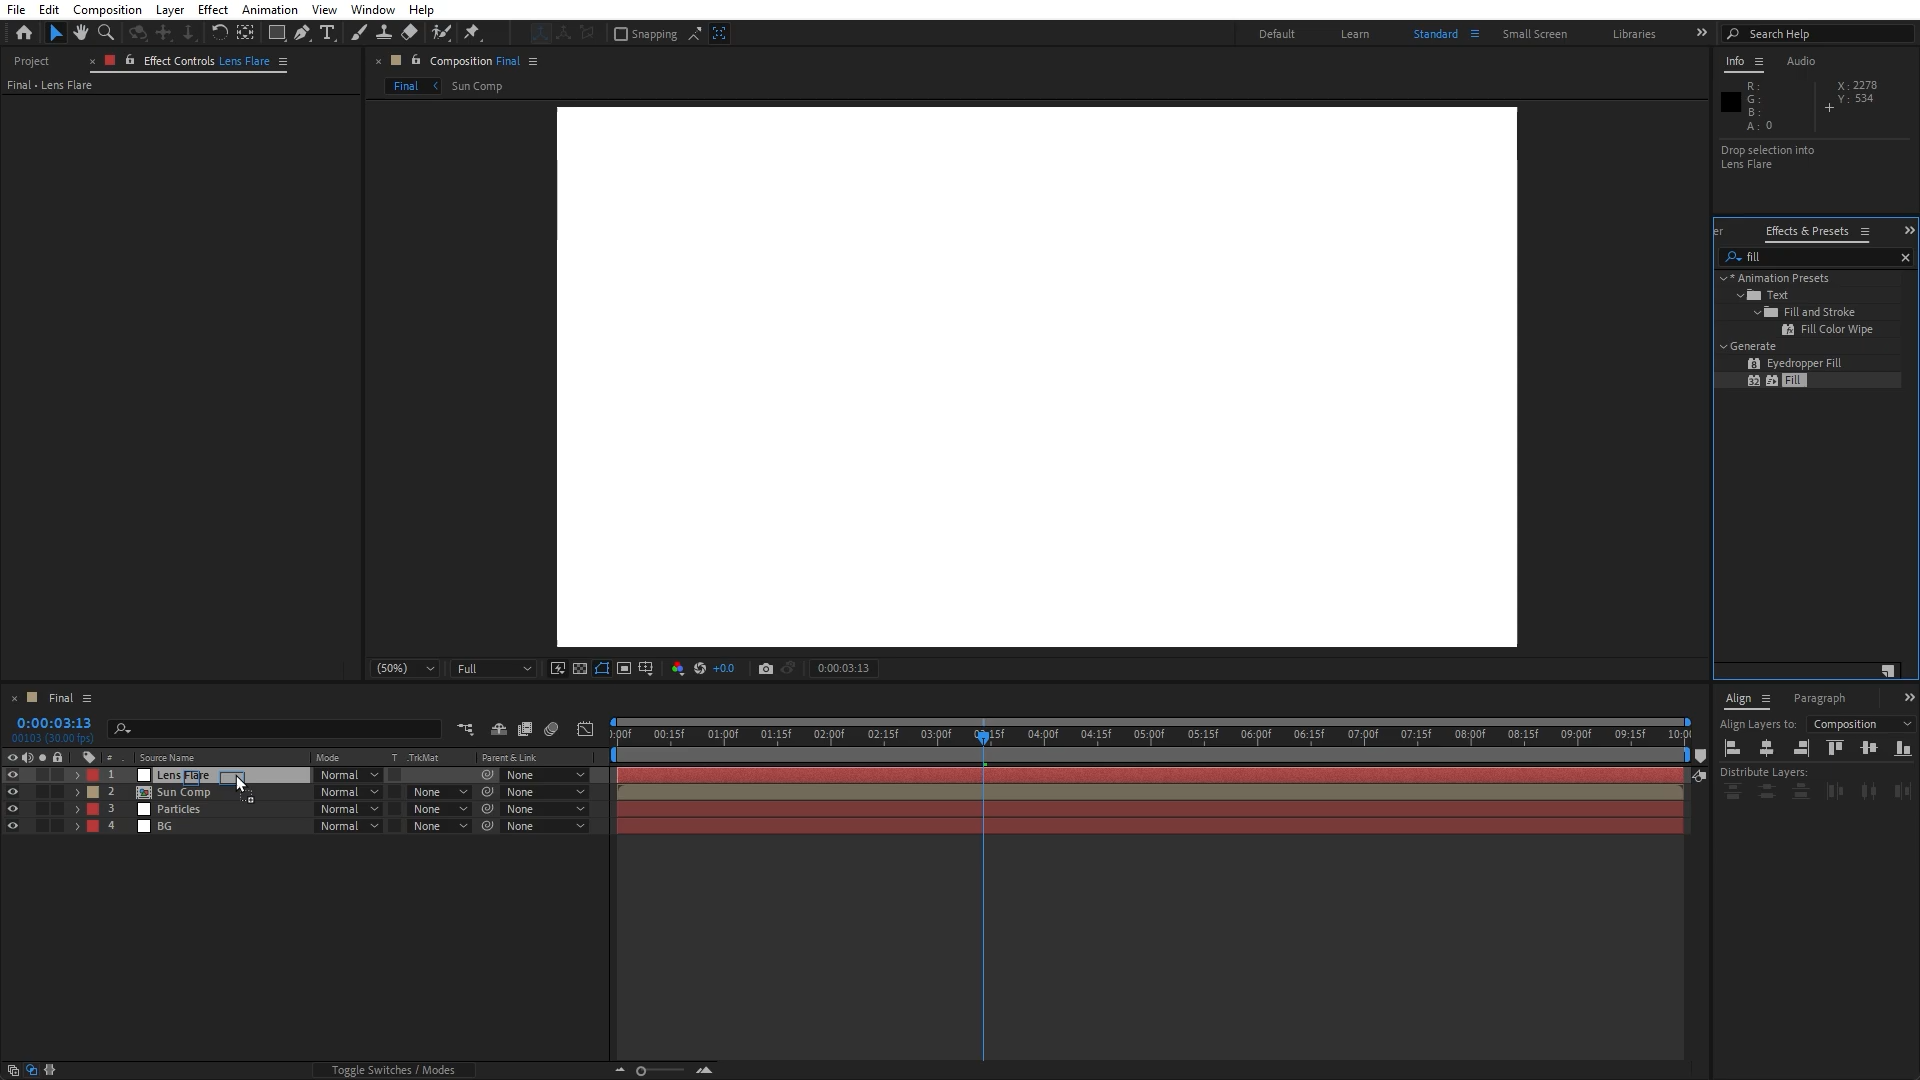 File Edit Composition Layer Effect Animation View Window Help
Snapping
Default Learn Standard Small Screen Libraries
Search Help
Project
Effect Controls Lens Flare
Final • Lens Flare
Composition Final
Final
Sun Comp
Info
Audio
R :
G :
B :
A : 0
X : 2278
Y : 534
Drop selection into
Lens Flare
er
Effects & Presets
fill
* Animation Presets
Text
Fill and Stroke
Fill Color Wipe
Generate
Eyedropper Fill
Fill
(50%)
Full
+0.0
0:00:03:13
Final
0:00:03:13
00103 (30.00 fps)
# . Source Name Mode T .TrkMat Parent & Link
1 Lens Flare Normal None
2 Sun Comp Normal None None
3 Particles Normal None None
4 BG Normal None None
):00f 00:15f 01:00f 01:15f 02:00f 02:15f 03:00f 03:15f 04:00f 04:15f 05:00f 05:15f 06:00f 06:15f 07:00f 07:15f 08:00f 08:15f 09:00f 09:15f 10:0(
Toggle Switches / Modes
Align
Paragraph
Align Layers to: Composition
Distribute Layers: